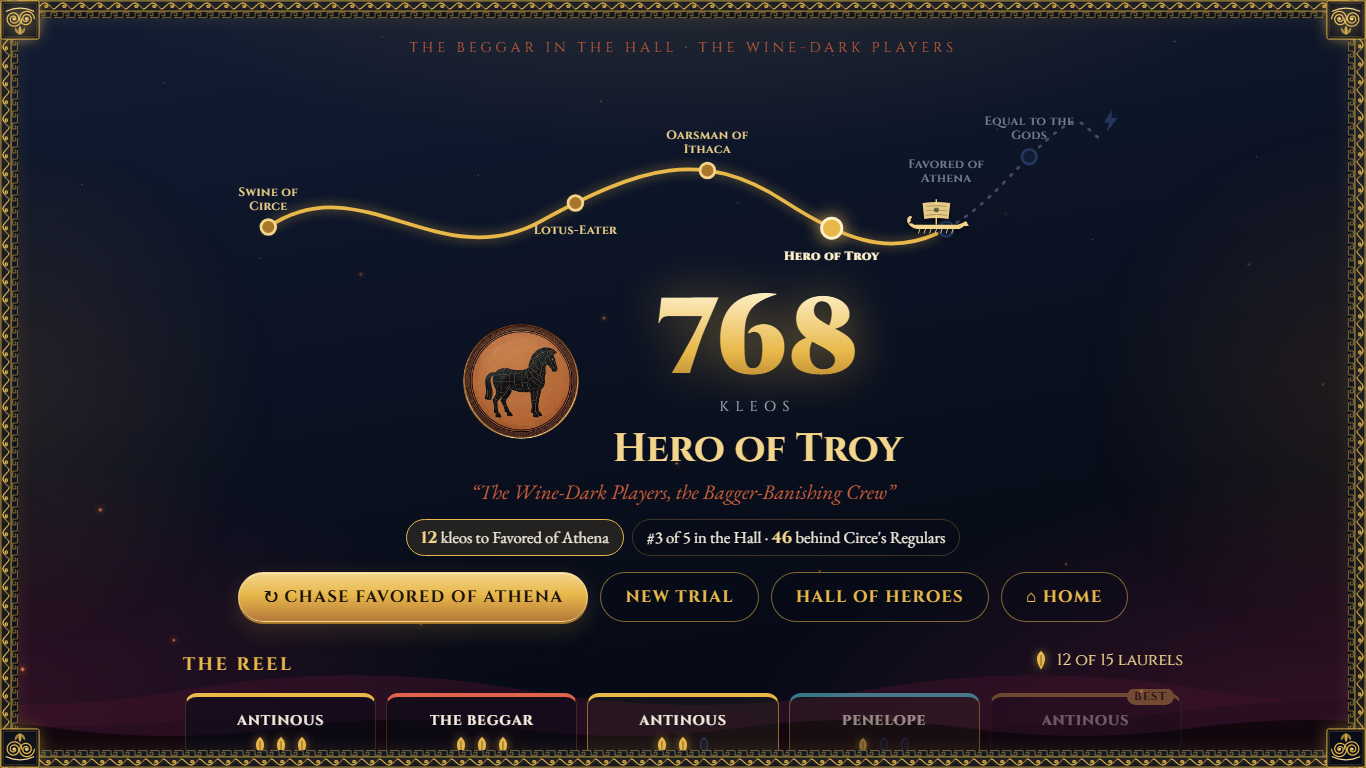 THE BEGGAR IN THE HALL · THE WINE-DARK PLAYERS
EQUAL TO THE
GODS
OARSMAN OF
ITHACA
FAVORED OF
ATHENA
SWINE OF
CIRCE
LOTUS-EATER
HERO OF TROY
768
KLEOS
HERO OF TROY
“The Wine-Dark Players, the Bagger-Banishing Crew”
12 kleos to Favored of Athena
#3 of 5 in the Hall · 46 behind Circe's Regulars
↻ CHASE FAVORED OF ATHENA
NEW TRIAL
HALL OF HEROES
⌂ HOME
THE REEL
12 OF 15 LAURELS
BEST
ANTINOUS
THE BEGGAR
ANTINOUS
PENELOPE
ANTINOUS